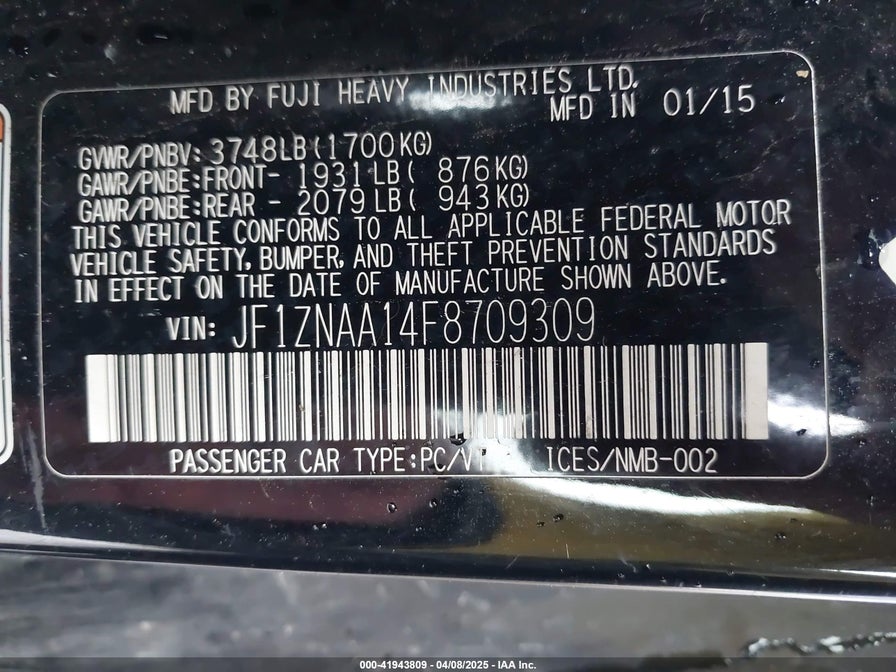 MFD BY FUJI HEAVY INDUSTRIES LTD.
MFD IN 01/15
GVWR/PNBV: 3748LB(1700KG)
GAWR/PNBE:FRONT- 1931LB( 876KG)
GAWR/PNBE:REAR - 2079LB( 943KG)
THIS VEHICLE CONFORMS TO ALL APPLICABLE FEDERAL MOTOR
VEHICLE SAFETY, BUMPER, AND THEFT PREVENTION STANDARDS
IN EFFECT ON THE DATE OF MANUFACTURE SHOWN ABOVE.
VIN: JF1ZNAA14F8709309
PASSENGER CAR TYPE:PC/ ICES/NMB-002
000-41943809 - 04/08/2025 - IAA Inc.